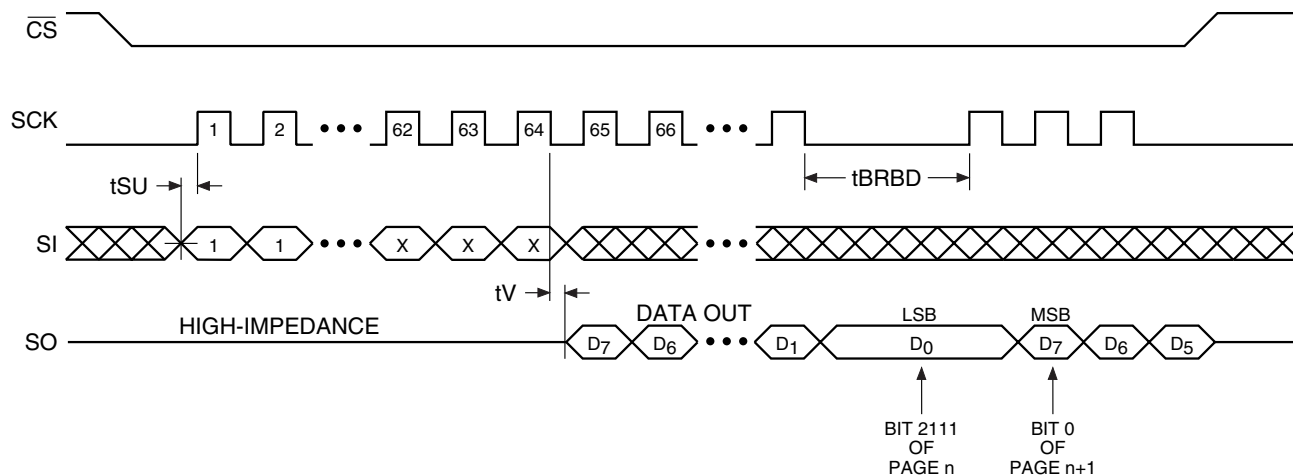 CS
SCK 1 2 ••• 62 63 64 65 66 •••
tSU tBRBD
SI 1 1 ••• X X X •••
tV
HIGH-IMPEDANCE DATA OUT LSB MSB
SO D7 D6 ••• D1 D0 D7 D6 D5
BIT 2111
OF
PAGE n
BIT 0
OF
PAGE n+1